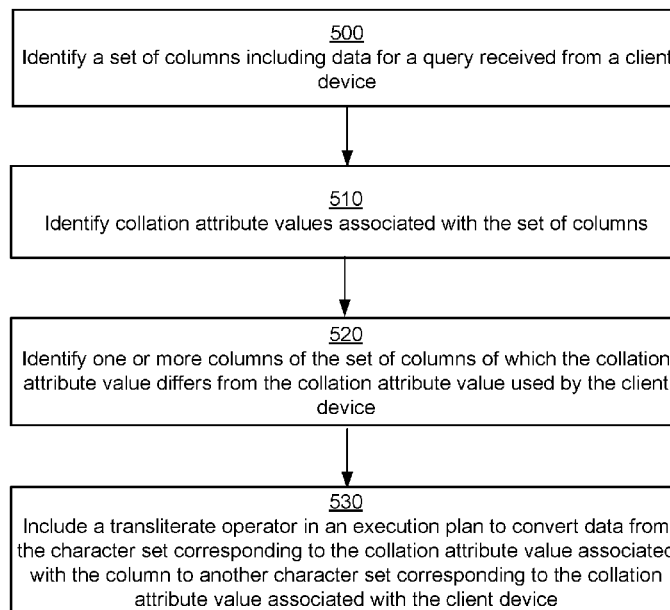 500
Identify a set of columns including data for a query received from a client
device
510
Identify collation attribute values associated with the set of columns
520
Identify one or more columns of the set of columns of which the collation
attribute value differs from the collation attribute value used by the client
device
530
Include a transliterate operator in an execution plan to convert data from
the character set corresponding to the collation attribute value associated
with the column to another character set corresponding to the collation
attribute value associated with the client device